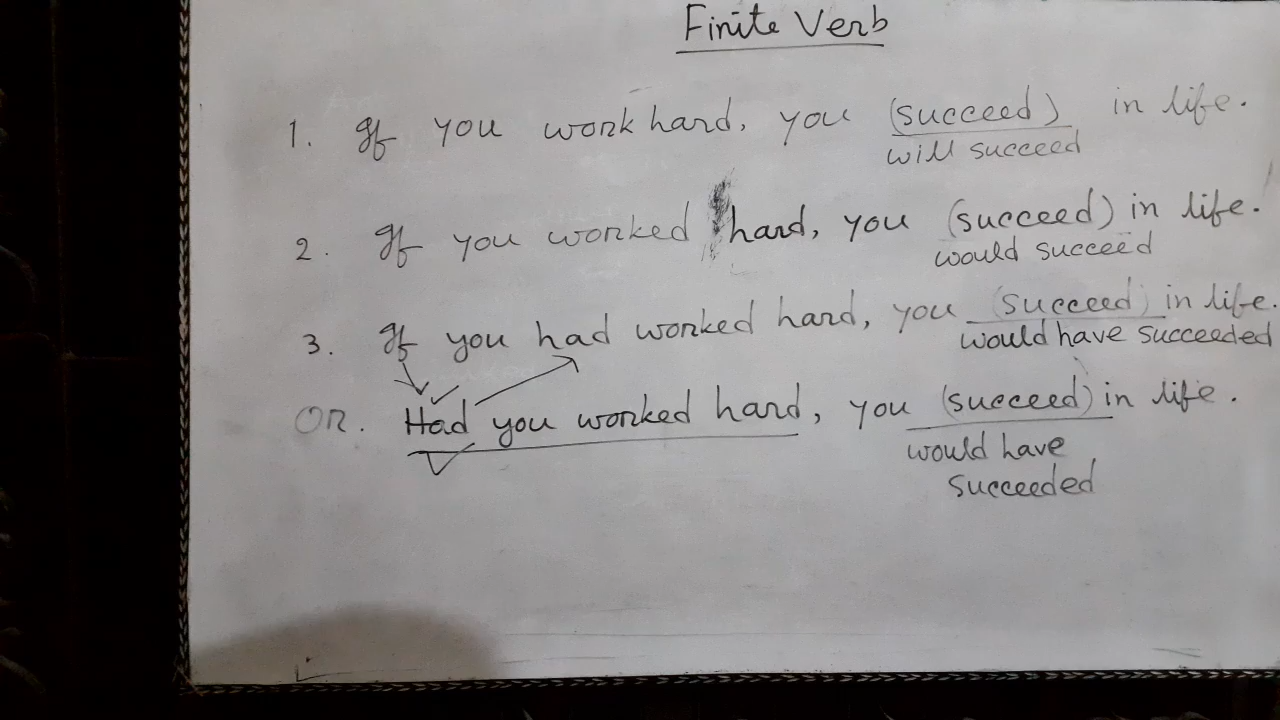 Finite Verb
1. If you work hard, you (succeed) in life.
will succeed
2. If you worked hard, you (succeed) in life.
would succeed
3. If you had worked hard, you (succeed) in life.
would have succeeded
OR. Had you worked hard, you (succeed) in life.
would have
succeeded